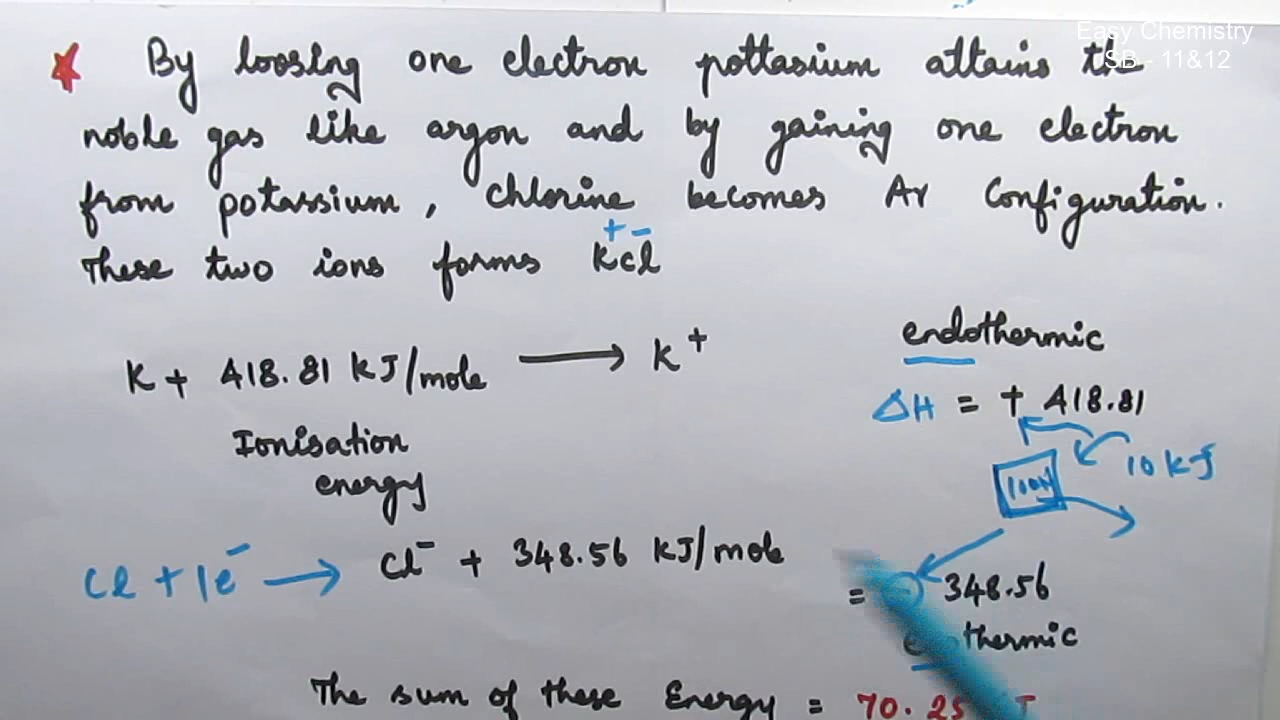 Easy Chemistry
SB - 11&12
By loosing one electron pottasium attains the
noble gas like argon and by gaining one electron
from potassium, chlorine becomes Ar configuration.
+ -
These two ions forms KCl
endothermic
K + 418.81 KJ/mole → K+
ΔH = + 418.81
Ionisation
energy
100KJ
10 KJ
Cl + 1e- → Cl- + 348.56 KJ/mole
= - 348.56
thermic
The sum of these Energy = 70.25